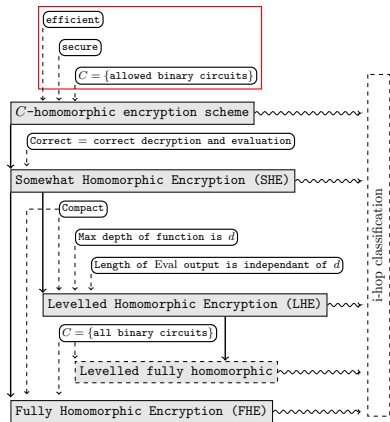 efficient
secure
C = {allowed binary circuits}
C-homomorphic encryption scheme
Correct = correct decryption and evaluation
Somewhat Homomorphic Encryption (SHE)
Compact
Max depth of function is d
Length of Eval output is independant of d
Levelled Homomorphic Encryption (LHE)
C = {all binary circuits}
Levelled fully homomorphic
Fully Homomorphic Encryption (FHE)
i-hop classification